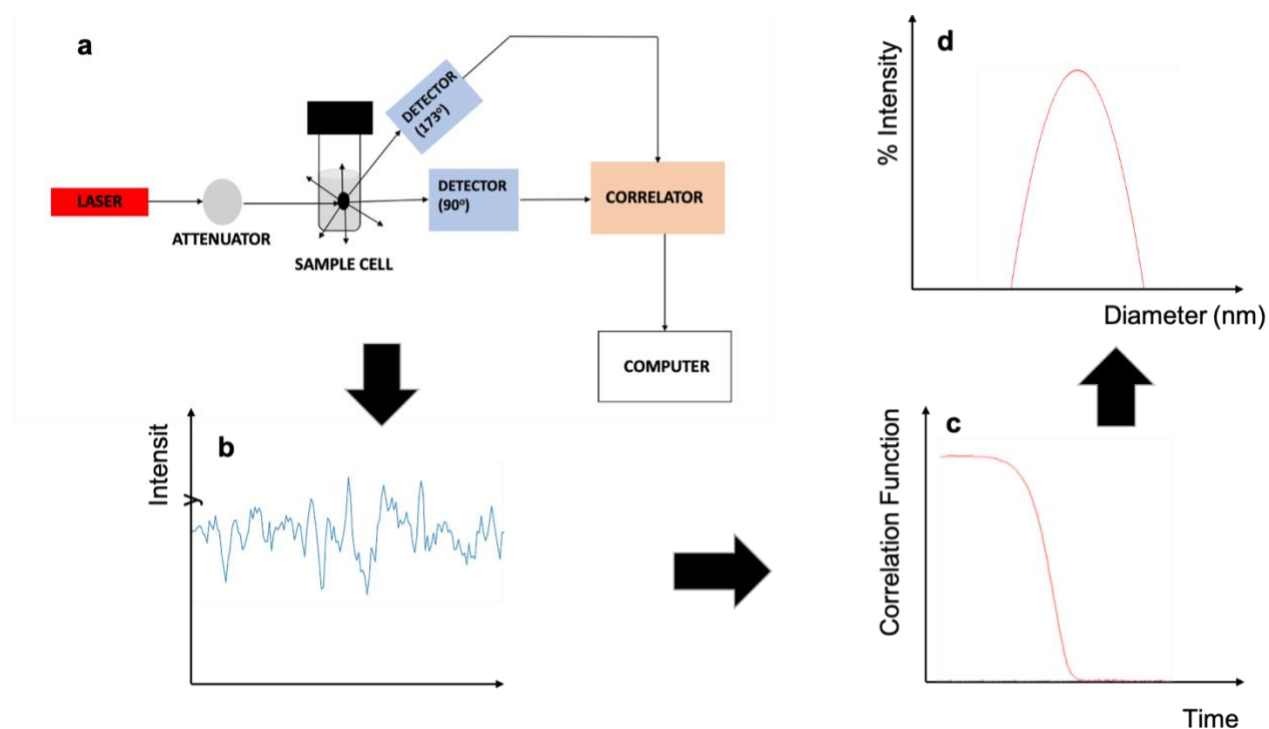 a
LASER
ATTENUATOR
SAMPLE CELL
DETECTOR
(173º)
DETECTOR
(90º)
CORRELATOR
COMPUTER
b
Intensit
y
c
Correlation Function
Time
d
% Intensity
Diameter (nm)